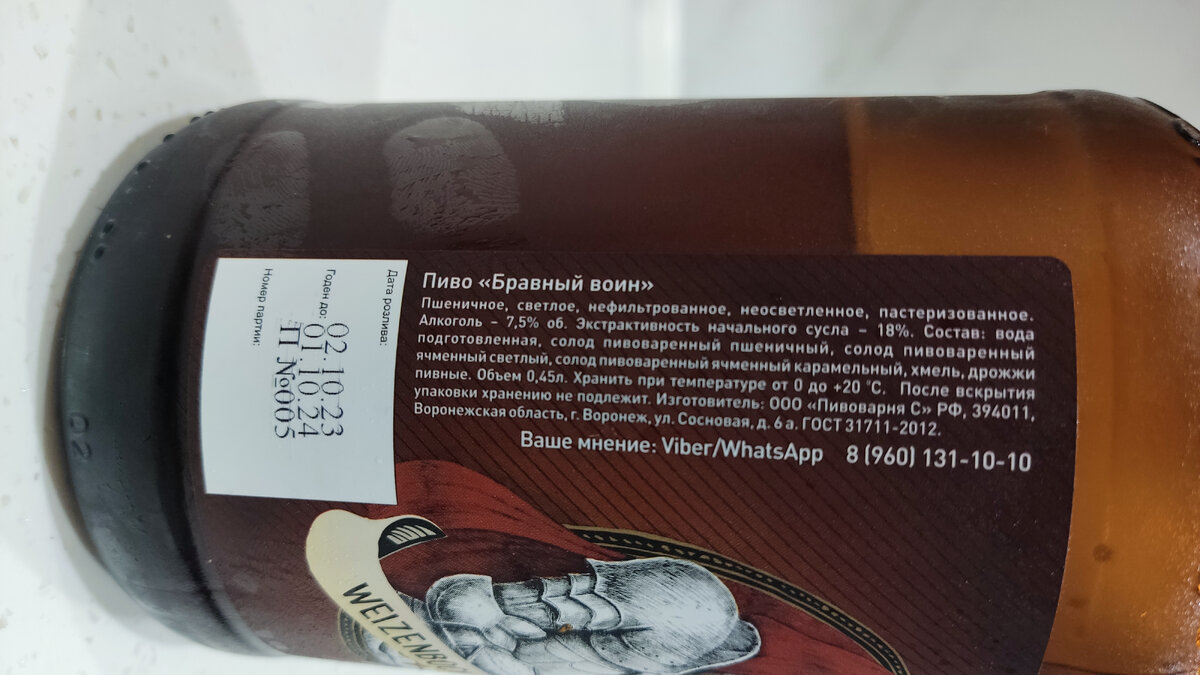 Пиво «Бравный воин»
Пшеничное, светлое, нефильтрованное, неосветленное, пастеризованное.
Алкоголь – 7,5% об. Экстрактивность начального сусла – 18%. Состав: вода
подготовленная, солод пивоваренный пшеничный, солод пивоваренный
ячменный светлый, солод пивоваренный ячменный карамельный, хмель, дрожжи
пивные. Объем 0,45л. Хранить при температуре от 0 до +20 °C. После вскрытия
упаковки хранению не подлежит. Изготовитель: ООО «Пивоварня С» РФ, 394011,
Воронежская область, г. Воронеж, ул. Сосновая, д. 6 а. ГОСТ 31711-2012.
Ваше мнение: Viber/WhatsApp 8 (960) 131-10-10
Дата розлива: 02.10.23
Годен до: 01.10.24
Номер партии: П №005
02